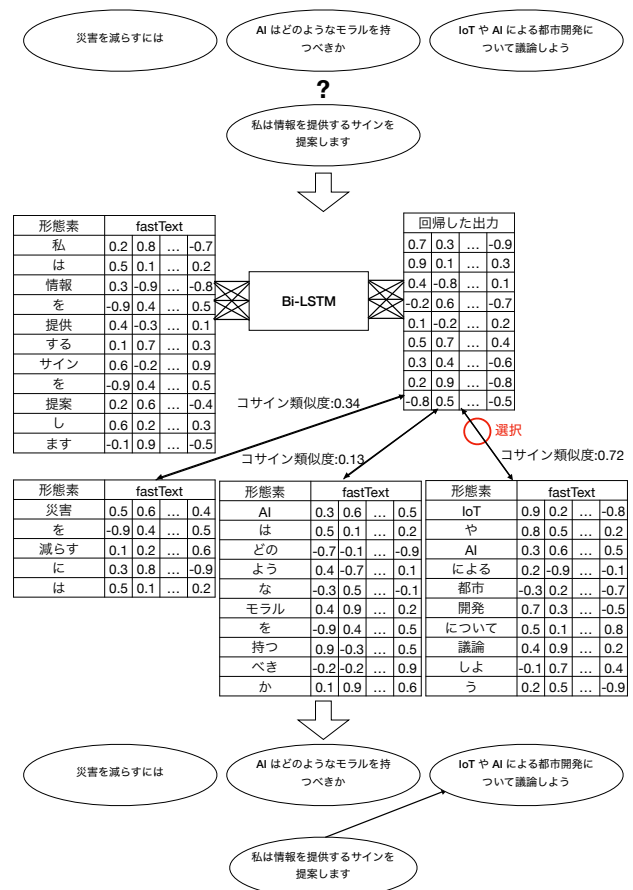 災害を減らすには
AI はどのようなモラルを持
つべきか
IoT や AI による都市開発に
ついて議論しよう
?
私は情報を提供するサインを
提案します
形態素 fastText
私 0.2 0.8 … -0.7
は 0.5 0.1 … 0.2
情報 0.3 -0.9 … -0.8
を -0.9 0.4 … 0.5
提供 0.4 -0.3 … 0.1
する 0.1 0.7 … 0.3
サイン 0.6 -0.2 … 0.9
を -0.9 0.4 … 0.5
提案 0.2 0.6 … -0.4
し 0.6 0.2 … 0.3
ます -0.1 0.9 … -0.5
Bi-LSTM
回帰した出力
0.7 0.3 … -0.9
0.9 0.1 … 0.3
0.4 -0.8 … 0.1
-0.2 0.6 … -0.7
0.1 -0.2 … 0.2
0.5 0.7 … 0.4
0.3 0.4 … -0.6
0.2 0.9 … -0.8
-0.8 0.5 … -0.5
コサイン類似度:0.34
コサイン類似度:0.13
選択
コサイン類似度:0.72
形態素 fastText
災害 0.5 0.6 … 0.4
を -0.9 0.4 … 0.5
減らす 0.1 0.2 … 0.6
に 0.3 0.8 … -0.9
は 0.5 0.1 … 0.2
形態素 fastText
AI 0.3 0.6 … 0.5
は 0.5 0.1 … 0.2
どの -0.7 -0.1 … -0.9
よう 0.4 -0.7 … 0.1
な -0.3 0.5 … -0.1
モラル 0.4 0.9 … 0.2
を -0.9 0.4 … 0.5
持つ 0.9 -0.3 … 0.5
べき -0.2 -0.2 … 0.9
か 0.1 0.9 … 0.6
形態素 fastText
IoT 0.9 0.2 … -0.8
や 0.8 0.5 … 0.2
AI 0.3 0.6 … 0.5
による 0.2 -0.9 … -0.1
都市 -0.3 0.2 … -0.7
開発 0.7 0.3 … -0.5
について 0.5 0.1 … 0.8
議論 0.4 0.9 … 0.2
しよ -0.1 0.7 … 0.4
う 0.2 0.5 … -0.9
災害を減らすには
AI はどのようなモラルを持
つべきか
IoT や AI による都市開発に
ついて議論しよう
私は情報を提供するサインを
提案します